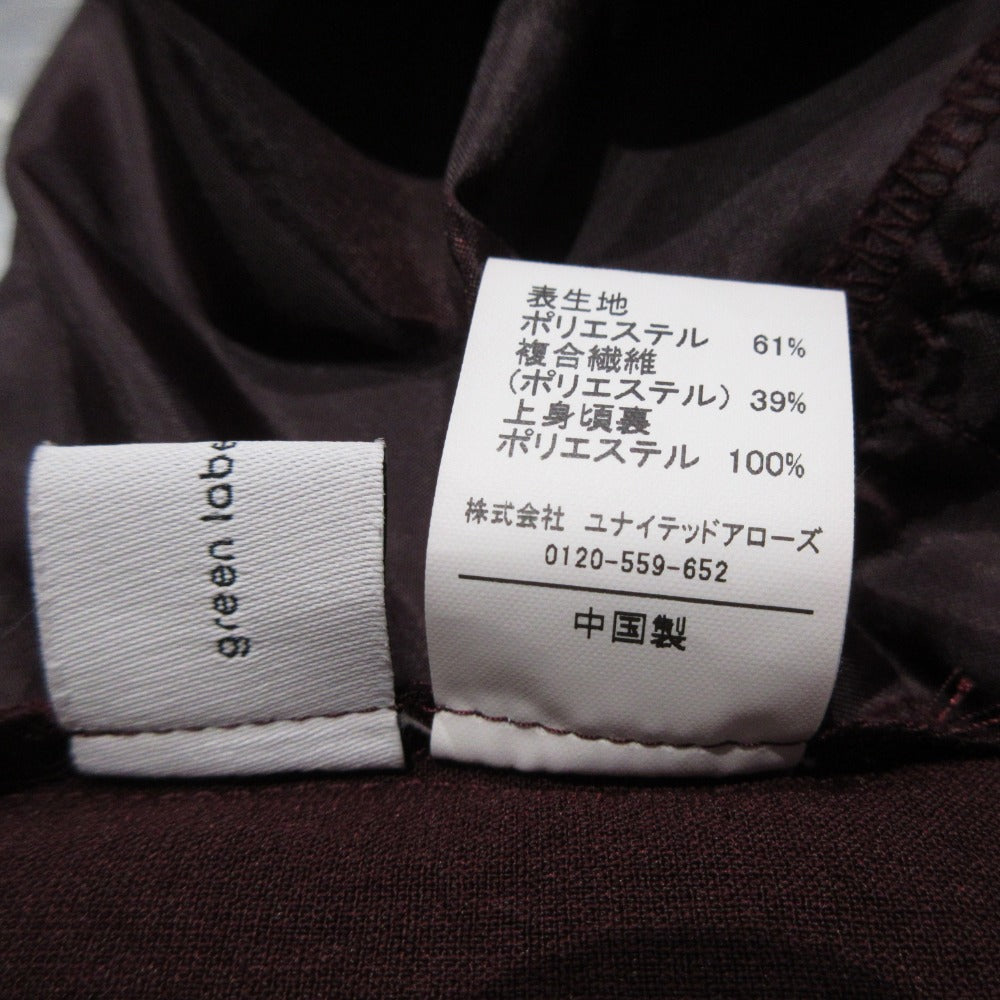 green labe
表生地
ポリエステル 61%
複合繊維
(ポリエステル) 39%
上身頃裏
ポリエステル 100%
株式会社 ユナイテッドアローズ
0120-559-652
中国製